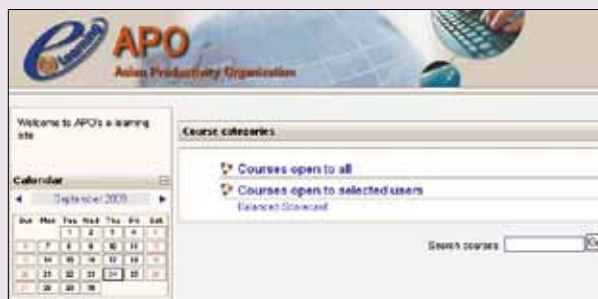 e-Learning
APO
Asian Productivity Organization
Welcome to APO's e-learning
site
Calendar
September 2009
Sun Mon Tue Wed Thu Fri Sat
1 2 3 4 5
6 7 8 9 10 11 12
13 14 15 16 17 18 19
20 21 22 23 24 25 26
27 28 29 30
Course categories
Courses open to all
Courses open to selected users
Balanced Scorecard
Search courses: